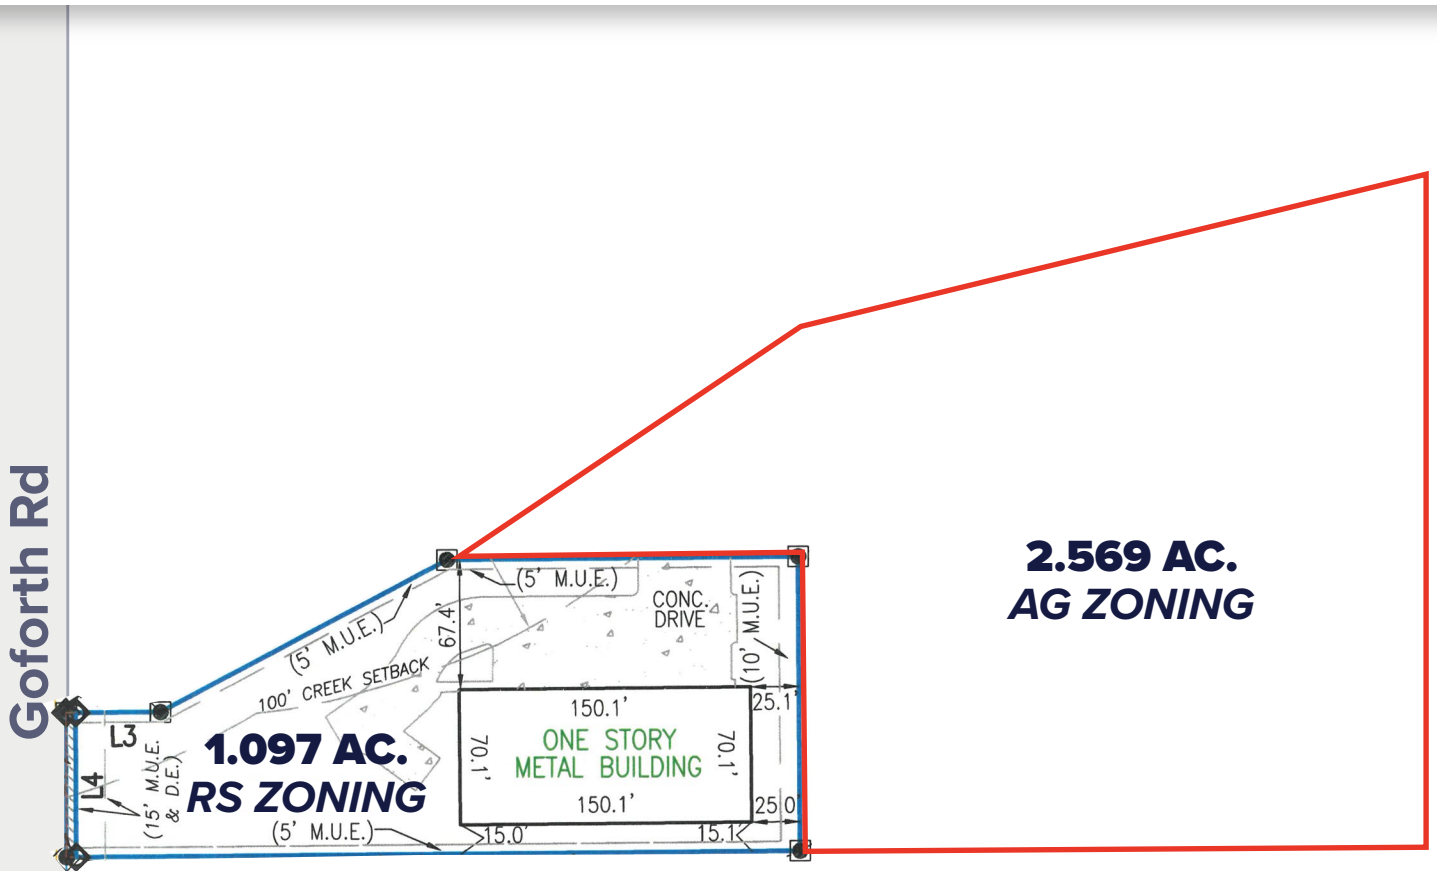 Goforth Rd
2.569 AC.
AG ZONING
(5' M.U.E.)
CONC.
DRIVE
(10' M.U.E.)
67.4'
(5' M.U.E.)
100' CREEK SETBACK
25.1'
150.1'
L3
1.097 AC.
RS ZONING
70.1'
ONE STORY
METAL BUILDING
70.1'
L4
(15' M.U.E.
& D.E.)
150.1'
25.0'
(5' M.U.E.)
15.0'
15.1'